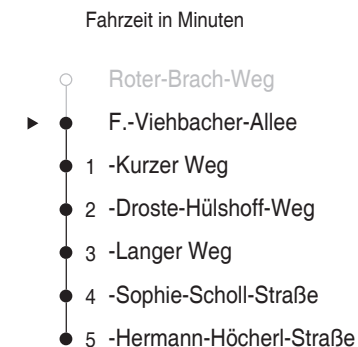 Fahrzeit in Minuten
Roter-Brach-Weg
F.-Viehbacher-Allee
1 -Kurzer Weg
2 -Droste-Hülshoff-Weg
3 -Langer Weg
4 -Sophie-Scholl-Straße
5 -Hermann-Höcherl-Straße